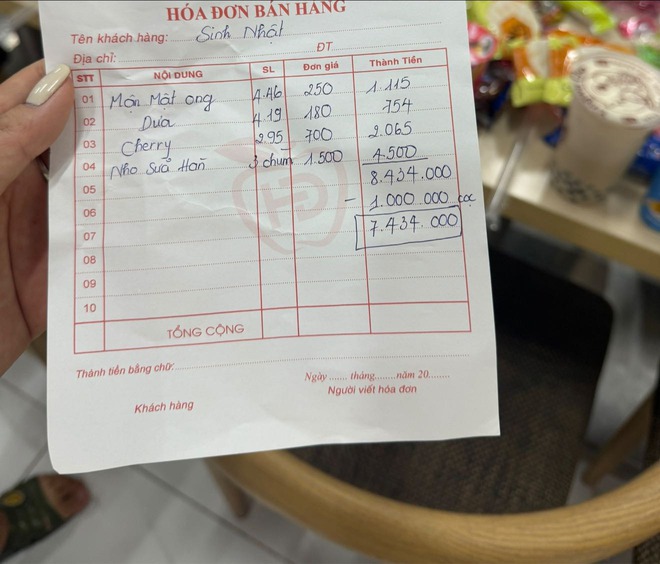 HÓA ĐƠN BÁN HÀNG
Tên khách hàng: Sinh Nhật
Địa chỉ: ĐT
STT NỘI DUNG SL Đơn giá Thành Tiền
01 Mận Mật ong 4.46 250 1.115
02 Dưa 4.19 180 754
03 Cherry 2.95 700 2.065
04 Nho Sữa Hàn 3 chùm 1.500 4.500
05 8.434.000
06 - 1.000.000 cọc
07 7.434.000
08
09
10
TỔNG CỘNG
Thành tiền bằng chữ:
Ngày ...... tháng.......năm 20.......
Khách hàng Người viết hóa đơn